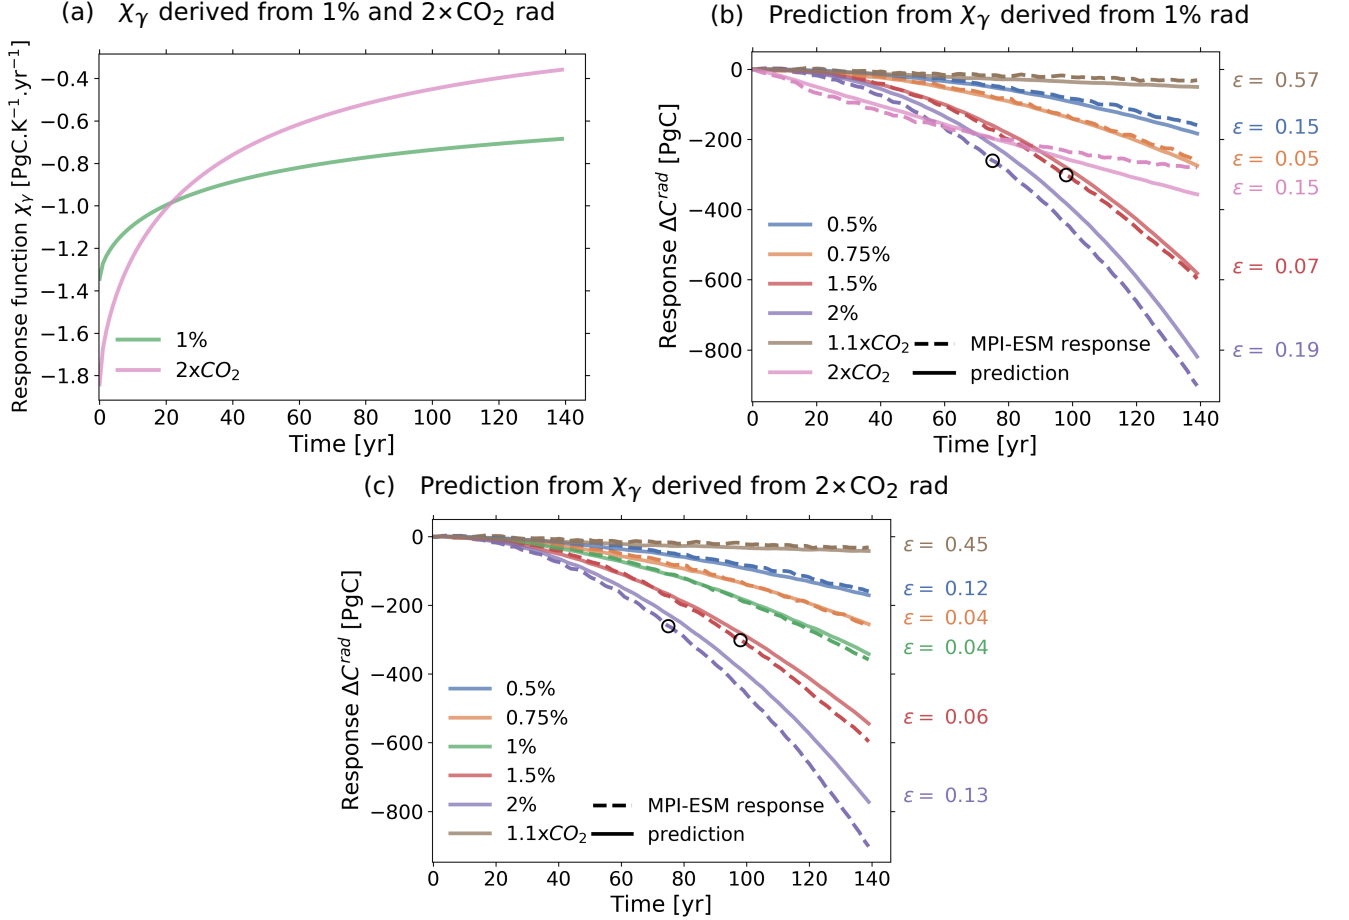 (a) χγ derived from 1% and 2×CO2 rad
Response function χγ [PgC.K−1.yr−1]
−0.4
−0.6
−0.8
−1.0
−1.2
−1.4
−1.6
−1.8
1%
2xCO2
0 20 40 60 80 100 120 140
Time [yr]
(b) Prediction from χγ derived from 1% rad
Response ΔCrad [PgC]
0
−200
−400
−600
−800
0.5%
0.75%
1.5%
2%
1.1xCO2
2xCO2
MPI-ESM response
prediction
ε = 0.57
ε = 0.15
ε = 0.05
ε = 0.15
ε = 0.07
ε = 0.19
0 20 40 60 80 100 120 140
Time [yr]
(c) Prediction from χγ derived from 2×CO2 rad
Response ΔCrad [PgC]
0
−200
−400
−600
−800
0.5%
0.75%
1%
1.5%
2%
1.1xCO2
MPI-ESM response
prediction
ε = 0.45
ε = 0.12
ε = 0.04
ε = 0.04
ε = 0.06
ε = 0.13
0 20 40 60 80 100 120 140
Time [yr]